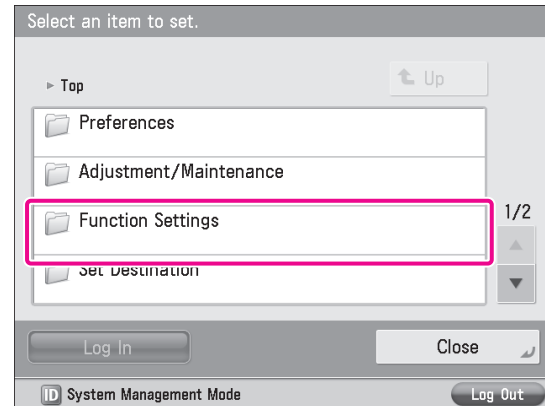 Select an item to set.
► Top
Up
Preferences
Adjustment/Maintenance
Function Settings
1/2
Set Destination
Log In
Close
ID System Management Mode
Log Out